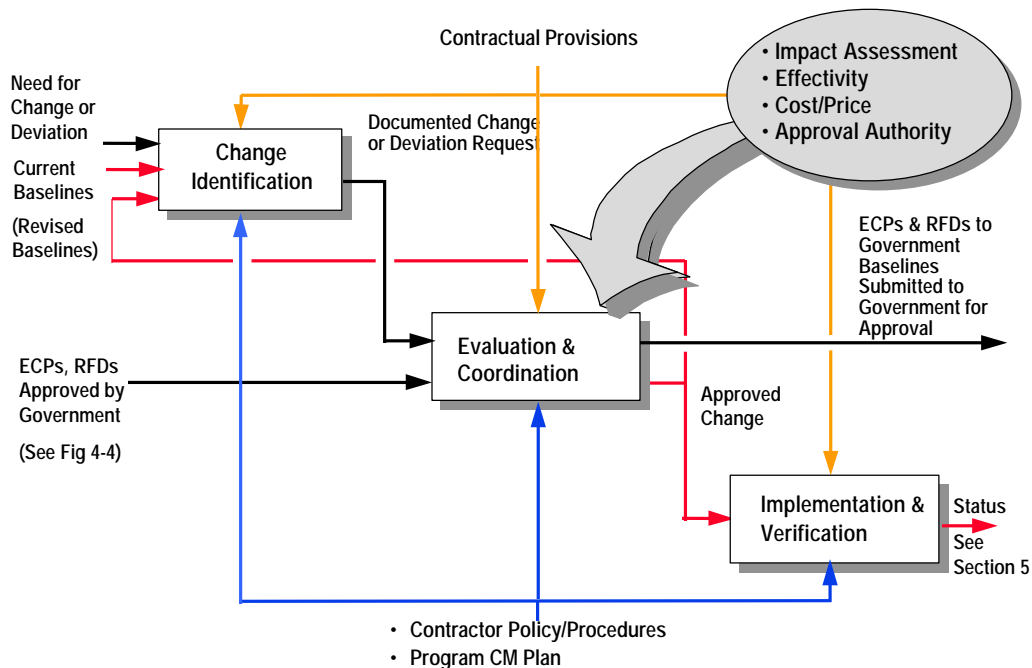 Contractual Provisions
• Impact Assessment
• Effectivity
• Cost/Price
• Approval Authority
Need for
Change or
Deviation
Current
Baselines
(Revised
Baselines)
Change
Identification
Documented Change
or Deviation Request
ECPs & RFDs to
Government
Baselines
Submitted to
Government for
Approval
Evaluation &
Coordination
ECPs, RFDs
Approved by
Government
(See Fig 4-4)
Approved
Change
Implementation &
Verification
Status
See
Section 5
• Contractor Policy/Procedures
• Program CM Plan